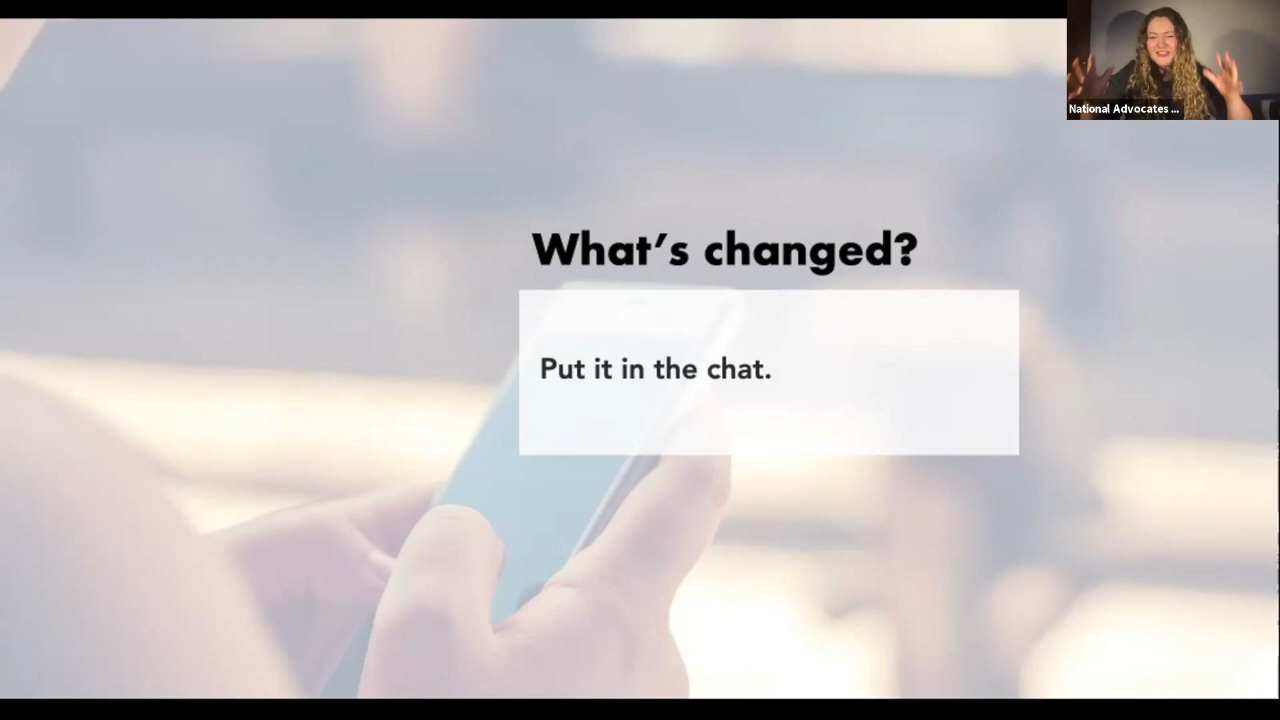 National Advocates ...
What's changed?
Put it in the chat.